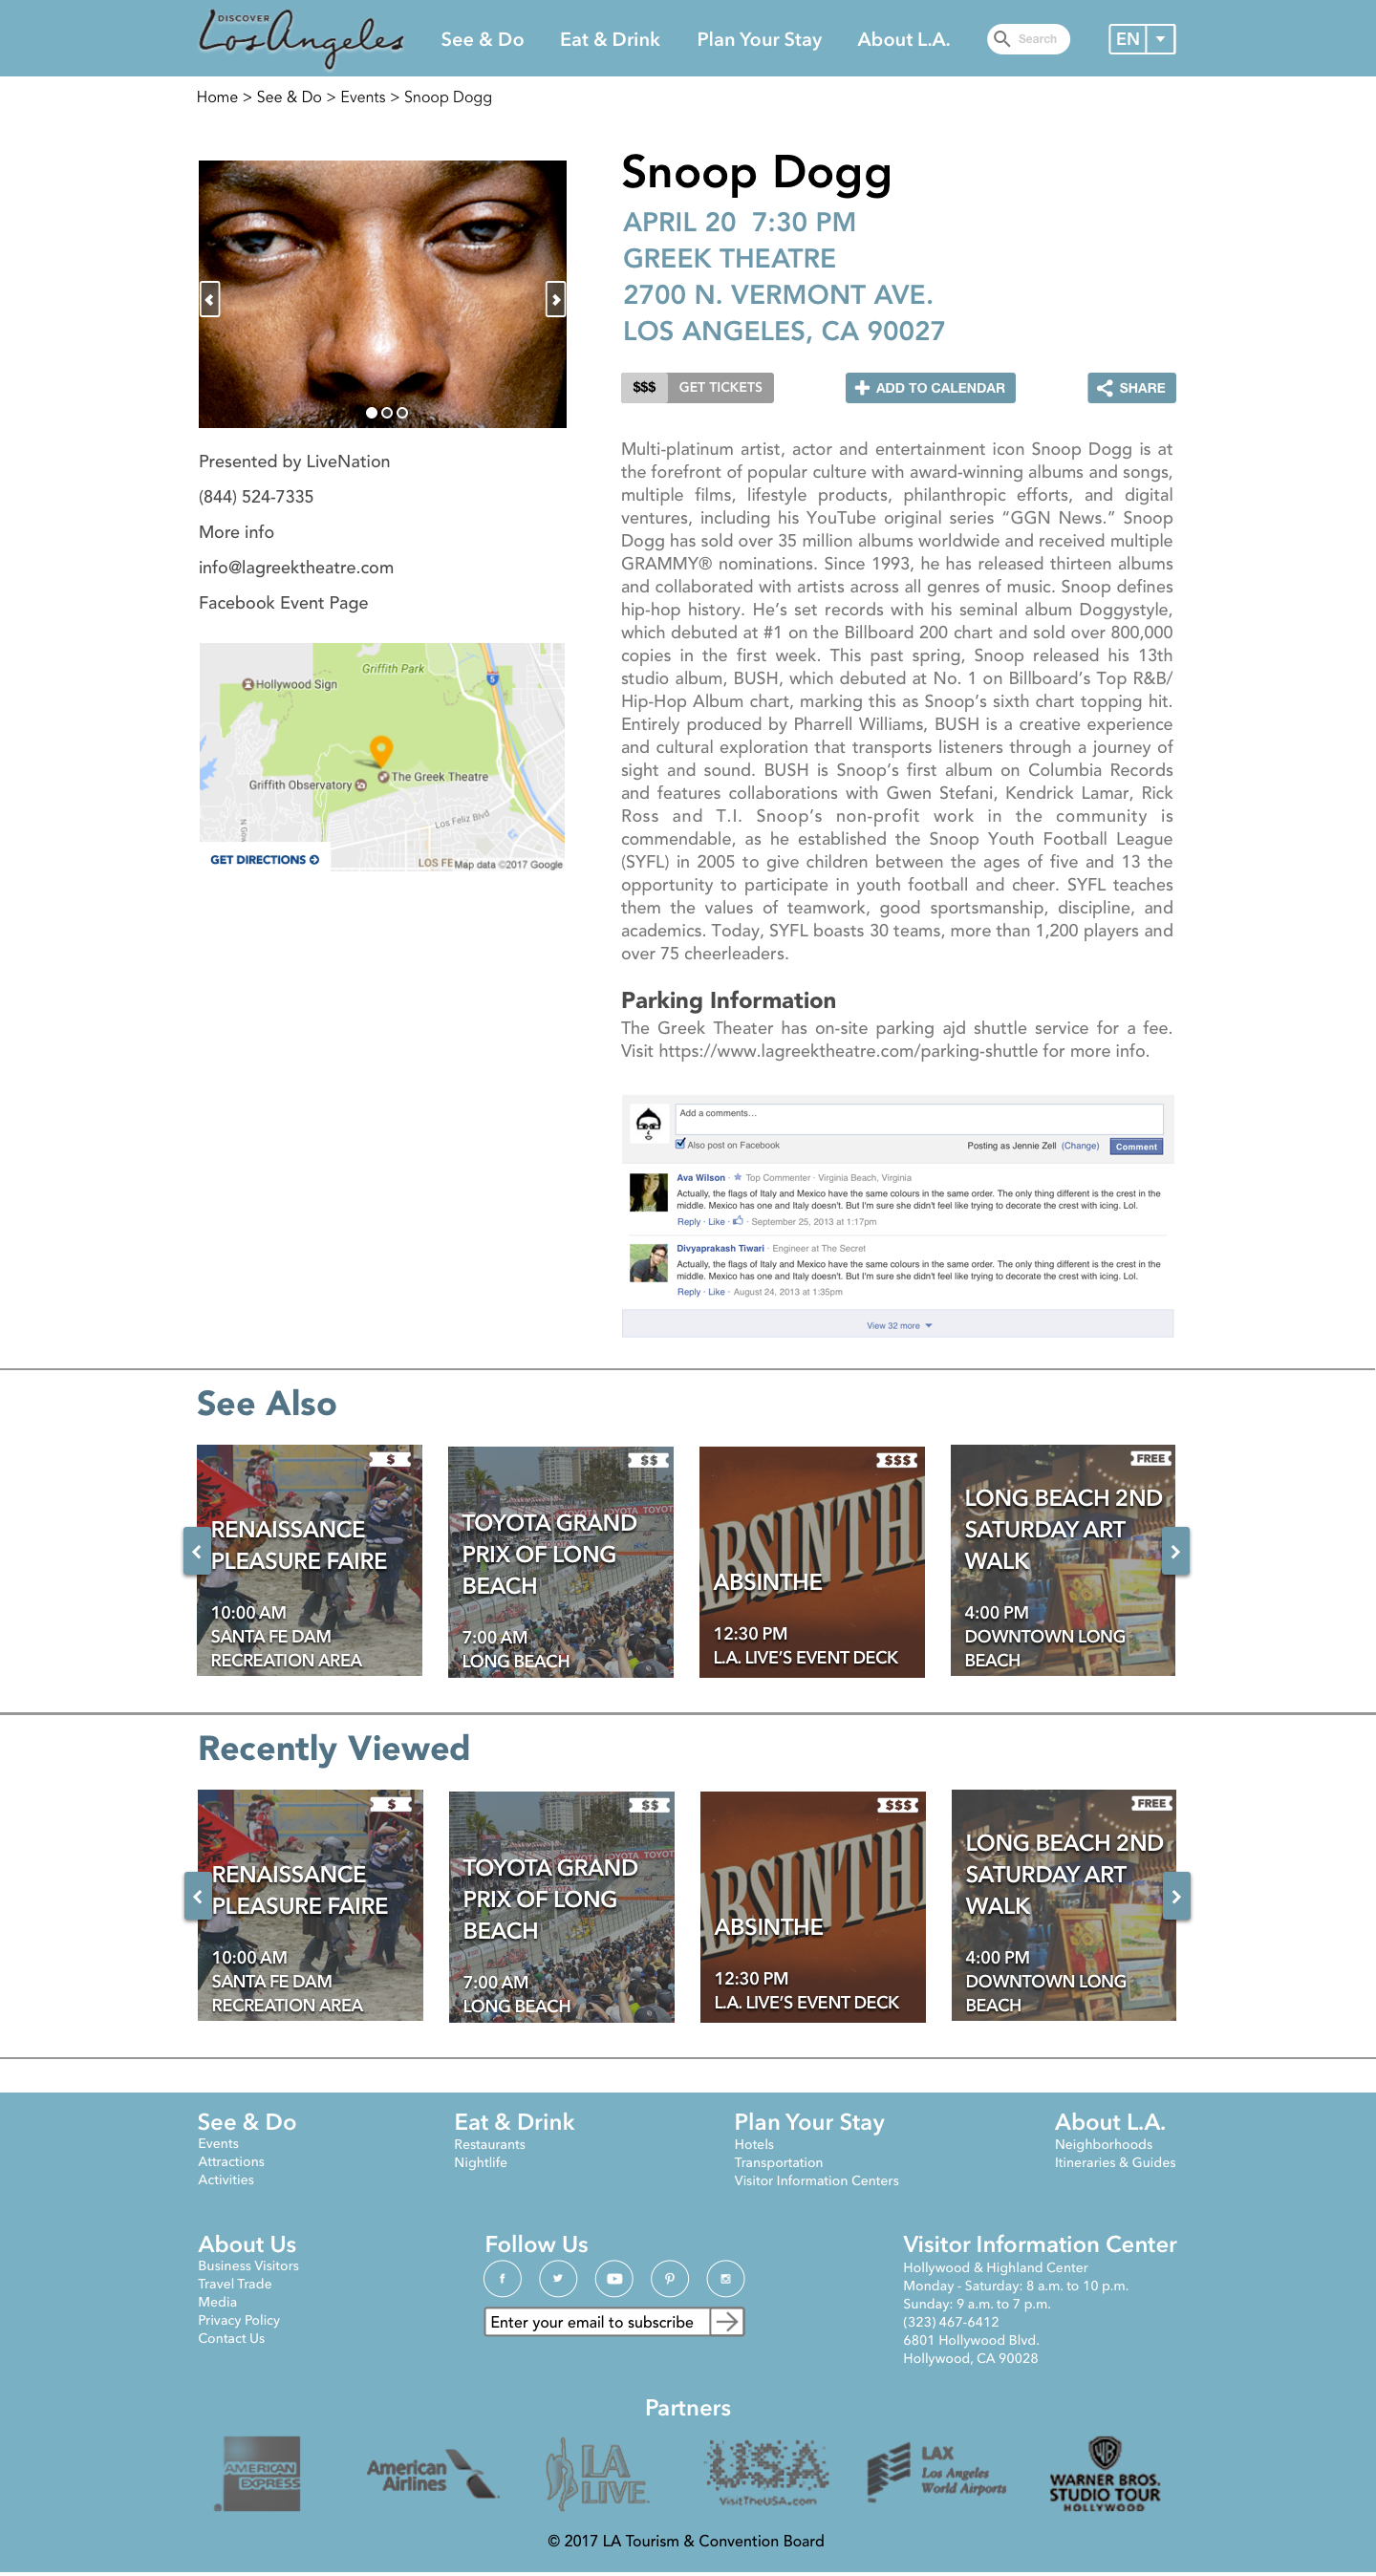 DISCOVER
Los Angeles
See & Do
Eat & Drink
Plan Your Stay
About L.A.
Search
EN
Home > See & Do > Events > Snoop Dogg
Snoop Dogg
APRIL 20 7:30 PM
GREEK THEATRE
2700 N. VERMONT AVE.
LOS ANGELES, CA 90027
$$$ GET TICKETS
ADD TO CALENDAR
SHARE
Presented by LiveNation
(844) 524-7335
More info
info@lagreektheatre.com
Facebook Event Page
Griffith Park
5
Hollywood Sign
The Greek Theatre
Griffith Observatory
Los Feliz Blvd
N Gow
LOS FE
Map data ©2017 Google
GET DIRECTIONS
Multi-platinum artist, actor and entertainment icon Snoop Dogg is at
the forefront of popular culture with award-winning albums and songs,
multiple films, lifestyle products, philanthropic efforts, and digital
ventures, including his YouTube original series “GGN News.” Snoop
Dogg has sold over 35 million albums worldwide and received multiple
GRAMMY® nominations. Since 1993, he has released thirteen albums
and collaborated with artists across all genres of music. Snoop defines
hip-hop history. He’s set records with his seminal album Doggystyle,
which debuted at #1 on the Billboard 200 chart and sold over 800,000
copies in the first week. This past spring, Snoop released his 13th
studio album, BUSH, which debuted at No. 1 on Billboard’s Top R&B/
Hip-Hop Album chart, marking this as Snoop’s sixth chart topping hit.
Entirely produced by Pharrell Williams, BUSH is a creative experience
and cultural exploration that transports listeners through a journey of
sight and sound. BUSH is Snoop’s first album on Columbia Records
and features collaborations with Gwen Stefani, Kendrick Lamar, Rick
Ross and T.I. Snoop’s non-profit work in the community is
commendable, as he established the Snoop Youth Football League
(SYFL) in 2005 to give children between the ages of five and 13 the
opportunity to participate in youth football and cheer. SYFL teaches
them the values of teamwork, good sportsmanship, discipline, and
academics. Today, SYFL boasts 30 teams, more than 1,200 players and
over 75 cheerleaders.
Parking Information
The Greek Theater has on-site parking ajd shuttle service for a fee.
Visit https://www.lagreektheatre.com/parking-shuttle for more info.
Add a comments...
Also post on Facebook
Posting as Jennie Zell (Change)
Comment
Ava Wilson · Top Commenter · Virginia Beach, Virginia
Actually, the flags of Italy and Mexico have the same colours in the same order. The only thing different is the crest in the
middle. Mexico has one and Italy doesn't. But I'm sure she didn't feel like trying to decorate the crest with icing. Lol.
Reply · Like · · September 25, 2013 at 1:17pm
Divyaprakash Tiwari · Engineer at The Secret
Actually, the flags of Italy and Mexico have the same colours in the same order. The only thing different is the crest in the
middle. Mexico has one and Italy doesn't. But I'm sure she didn't feel like trying to decorate the crest with icing. Lol.
Reply · Like · August 24, 2013 at 1:35pm
View 32 more
See Also
$
RENAISSANCE
PLEASURE FAIRE
10:00 AM
SANTA FE DAM
RECREATION AREA
$$
TOYOTA TOYOTA TOYOT
TOYOTA GRAND
PRIX OF LONG
BEACH
7:00 AM
LONG BEACH
$$$
ABSINTHE
ABSINTHE
12:30 PM
L.A. LIVE’S EVENT DECK
FREE
LONG BEACH 2ND
SATURDAY ART
WALK
4:00 PM
DOWNTOWN LONG
BEACH
Recently Viewed
$
RENAISSANCE
PLEASURE FAIRE
10:00 AM
SANTA FE DAM
RECREATION AREA
$$
TOYOTA TOYOTA TOYOT
TOYOTA GRAND
PRIX OF LONG
BEACH
7:00 AM
LONG BEACH
$$$
ABSINTHE
ABSINTHE
12:30 PM
L.A. LIVE’S EVENT DECK
FREE
LONG BEACH 2ND
SATURDAY ART
WALK
4:00 PM
DOWNTOWN LONG
BEACH
See & Do
Events
Attractions
Activities
Eat & Drink
Restaurants
Nightlife
Plan Your Stay
Hotels
Transportation
Visitor Information Centers
About L.A.
Neighborhoods
Itineraries & Guides
About Us
Business Visitors
Travel Trade
Media
Privacy Policy
Contact Us
Follow Us
Enter your email to subscribe
Visitor Information Center
Hollywood & Highland Center
Monday - Saturday: 8 a.m. to 10 p.m.
Sunday: 9 a.m. to 7 p.m.
(323) 467-6412
6801 Hollywood Blvd.
Hollywood, CA 90028
Partners
AMERICAN
EXPRESS
®
American
Airlines
LA
LIVE
USA
VisitTheUSA.com
LAX
Los Angeles
World Airports
WB
WARNER BROS.
STUDIO TOUR
HOLLYWOOD
© 2017 LA Tourism & Convention Board